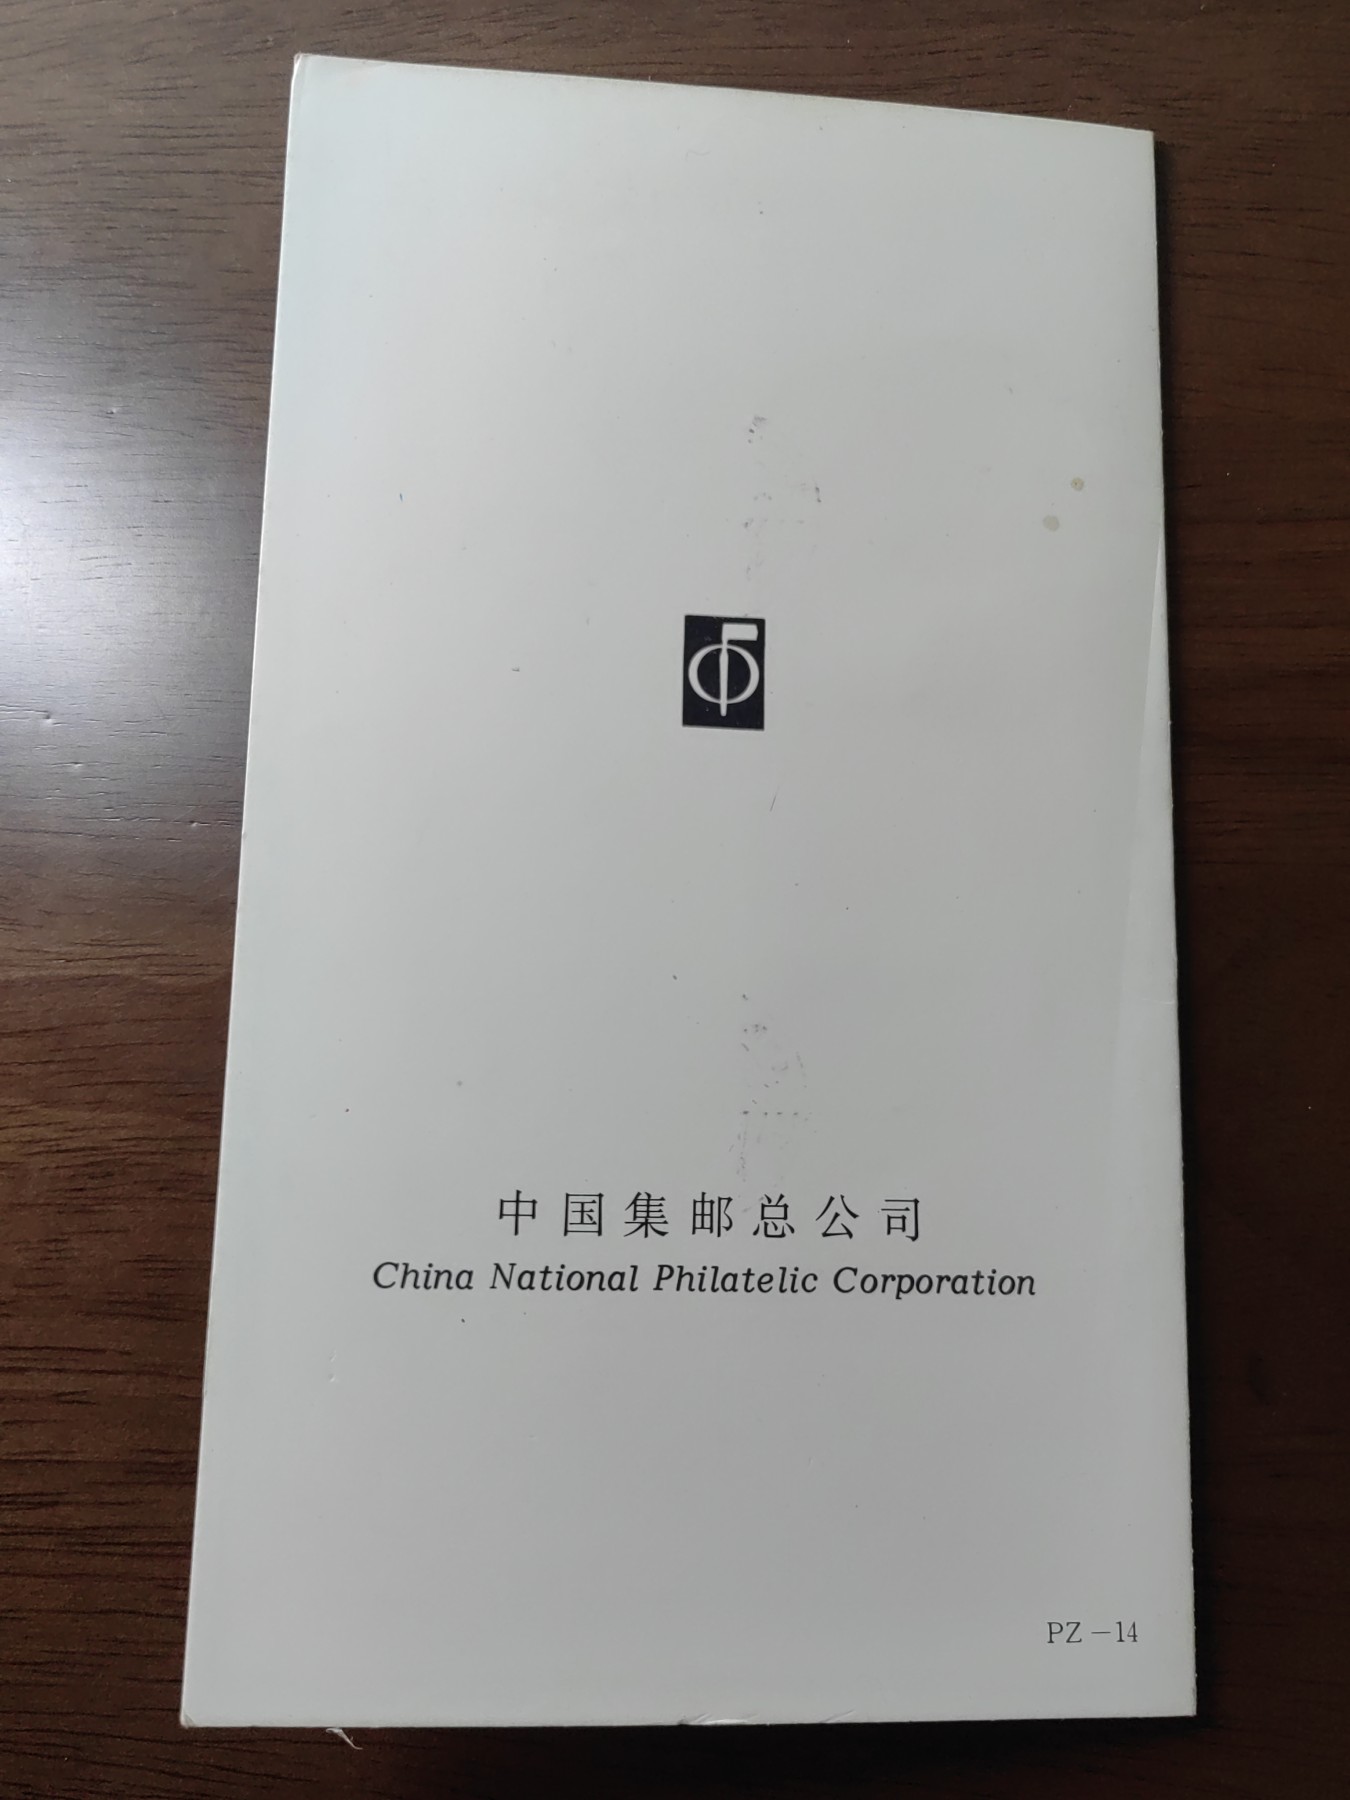 中国集邮总公司
China National Philatelic Corporation
PZ－14